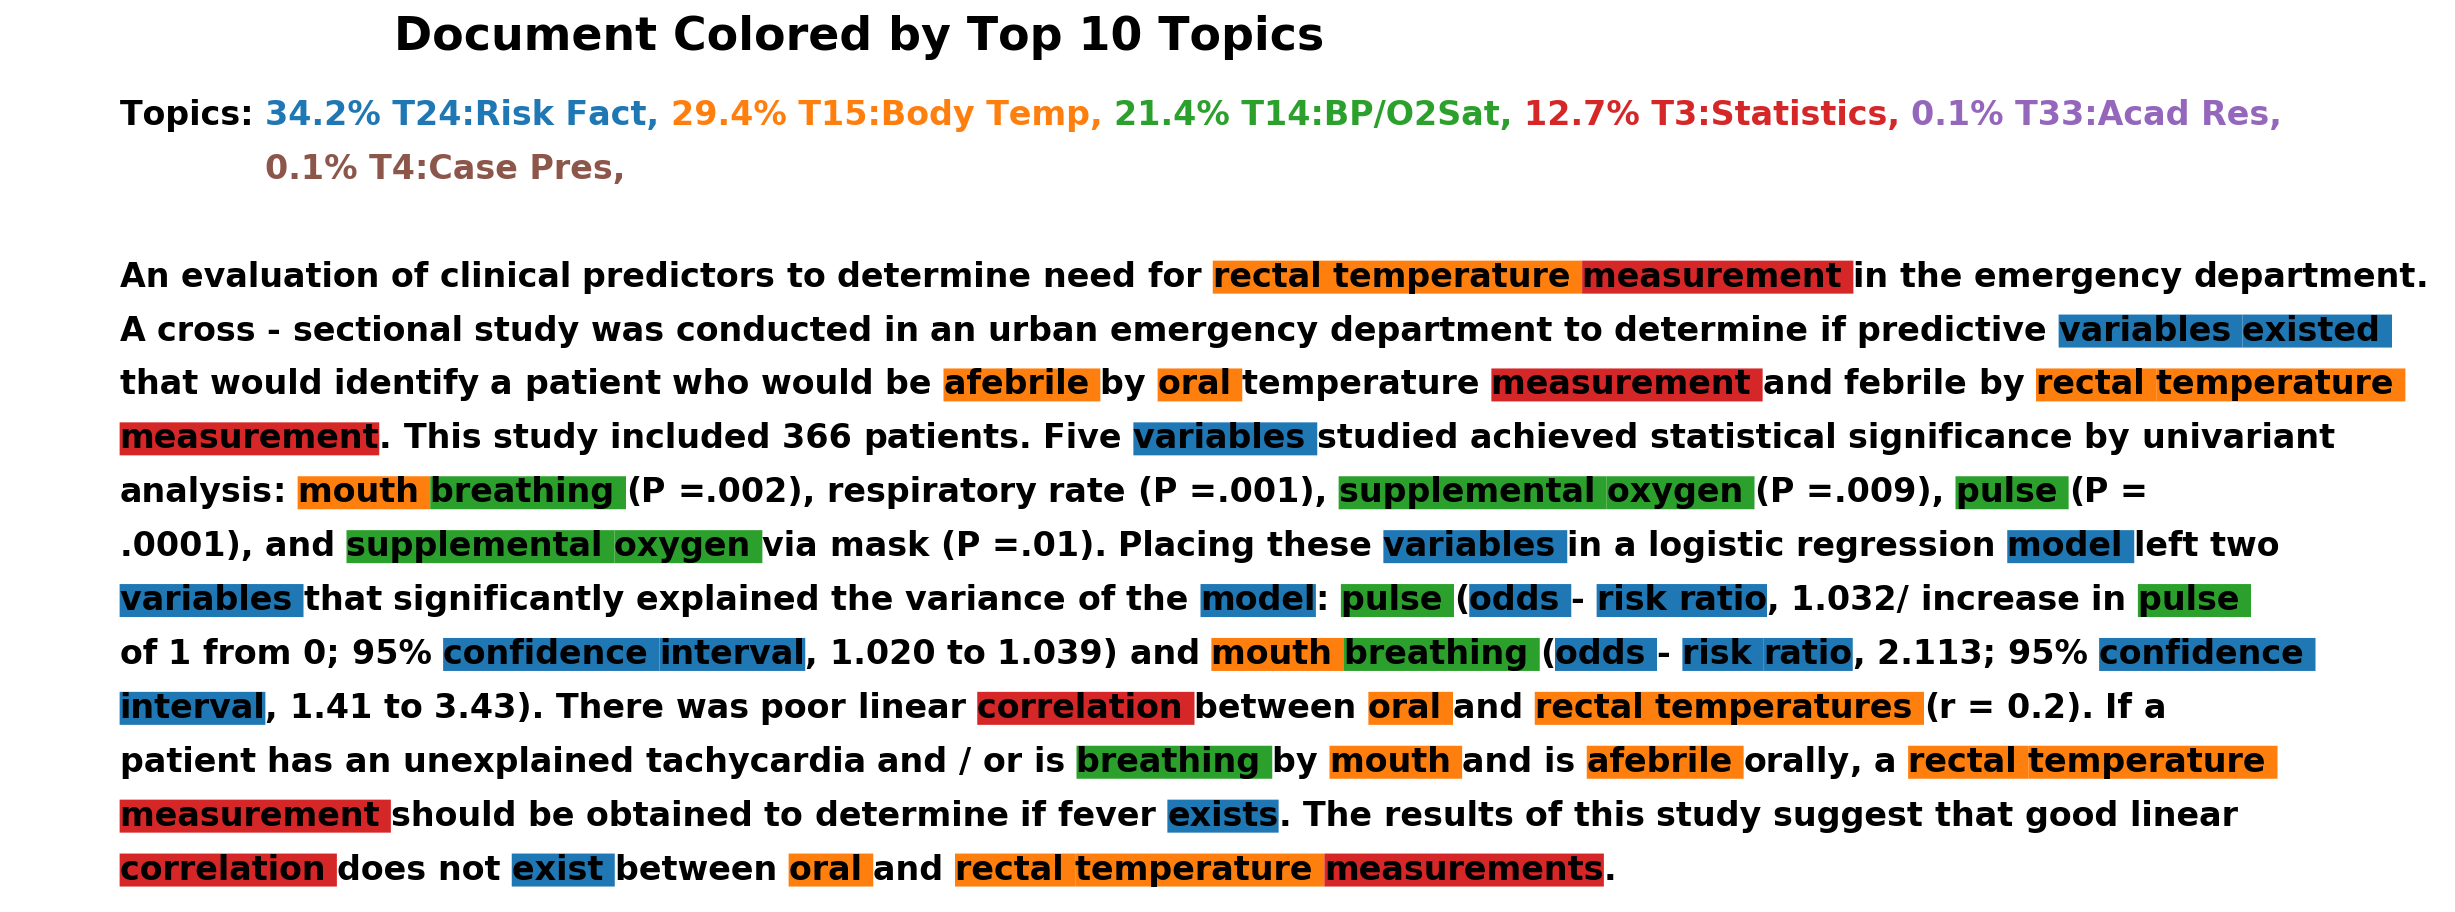 Document Colored by Top 10 Topics
Topics: 34.2% T24:Risk Fact, 29.4% T15:Body Temp, 21.4% T14:BP/O2Sat, 12.7% T3:Statistics, 0.1% T33:Acad Res,
0.1% T4:Case Pres,
An evaluation of clinical predictors to determine need for rectal temperature measurement in the emergency department.
A cross - sectional study was conducted in an urban emergency department to determine if predictive variables existed
that would identify a patient who would be afebrile by oral temperature measurement and febrile by rectal temperature
measurement. This study included 366 patients. Five variables studied achieved statistical significance by univariant
analysis: mouth breathing (P =.002), respiratory rate (P =.001), supplemental oxygen (P =.009), pulse (P =
.0001), and supplemental oxygen via mask (P =.01). Placing these variables in a logistic regression model left two
variables that significantly explained the variance of the model: pulse (odds - risk ratio, 1.032/ increase in pulse
of 1 from 0; 95% confidence interval, 1.020 to 1.039) and mouth breathing (odds - risk ratio, 2.113; 95% confidence
interval, 1.41 to 3.43). There was poor linear correlation between oral and rectal temperatures (r = 0.2). If a
patient has an unexplained tachycardia and / or is breathing by mouth and is afebrile orally, a rectal temperature
measurement should be obtained to determine if fever exists. The results of this study suggest that good linear
correlation does not exist between oral and rectal temperature measurements.